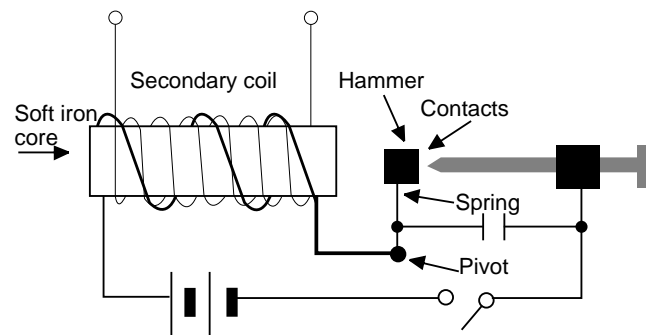 Secondary coil
Hammer
Contacts
Soft iron
core
Spring
Pivot